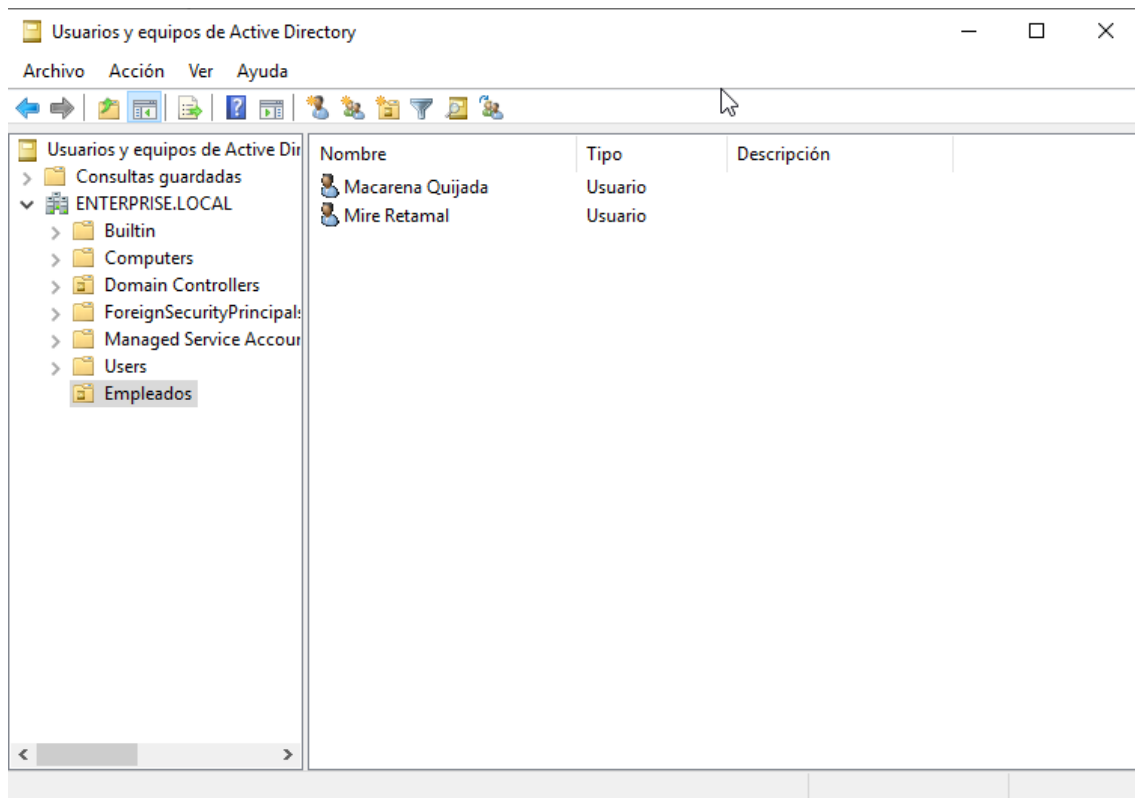 Usuarios y equipos de Active Directory
Archivo Acción Ver Ayuda
Usuarios y equipos de Active Dir
Consultas guardadas
ENTERPRISE.LOCAL
Builtin
Computers
Domain Controllers
ForeignSecurityPrincipals
Managed Service Accour
Users
Empleados
Nombre Tipo Descripción
Macarena Quijada Usuario
Mire Retamal Usuario